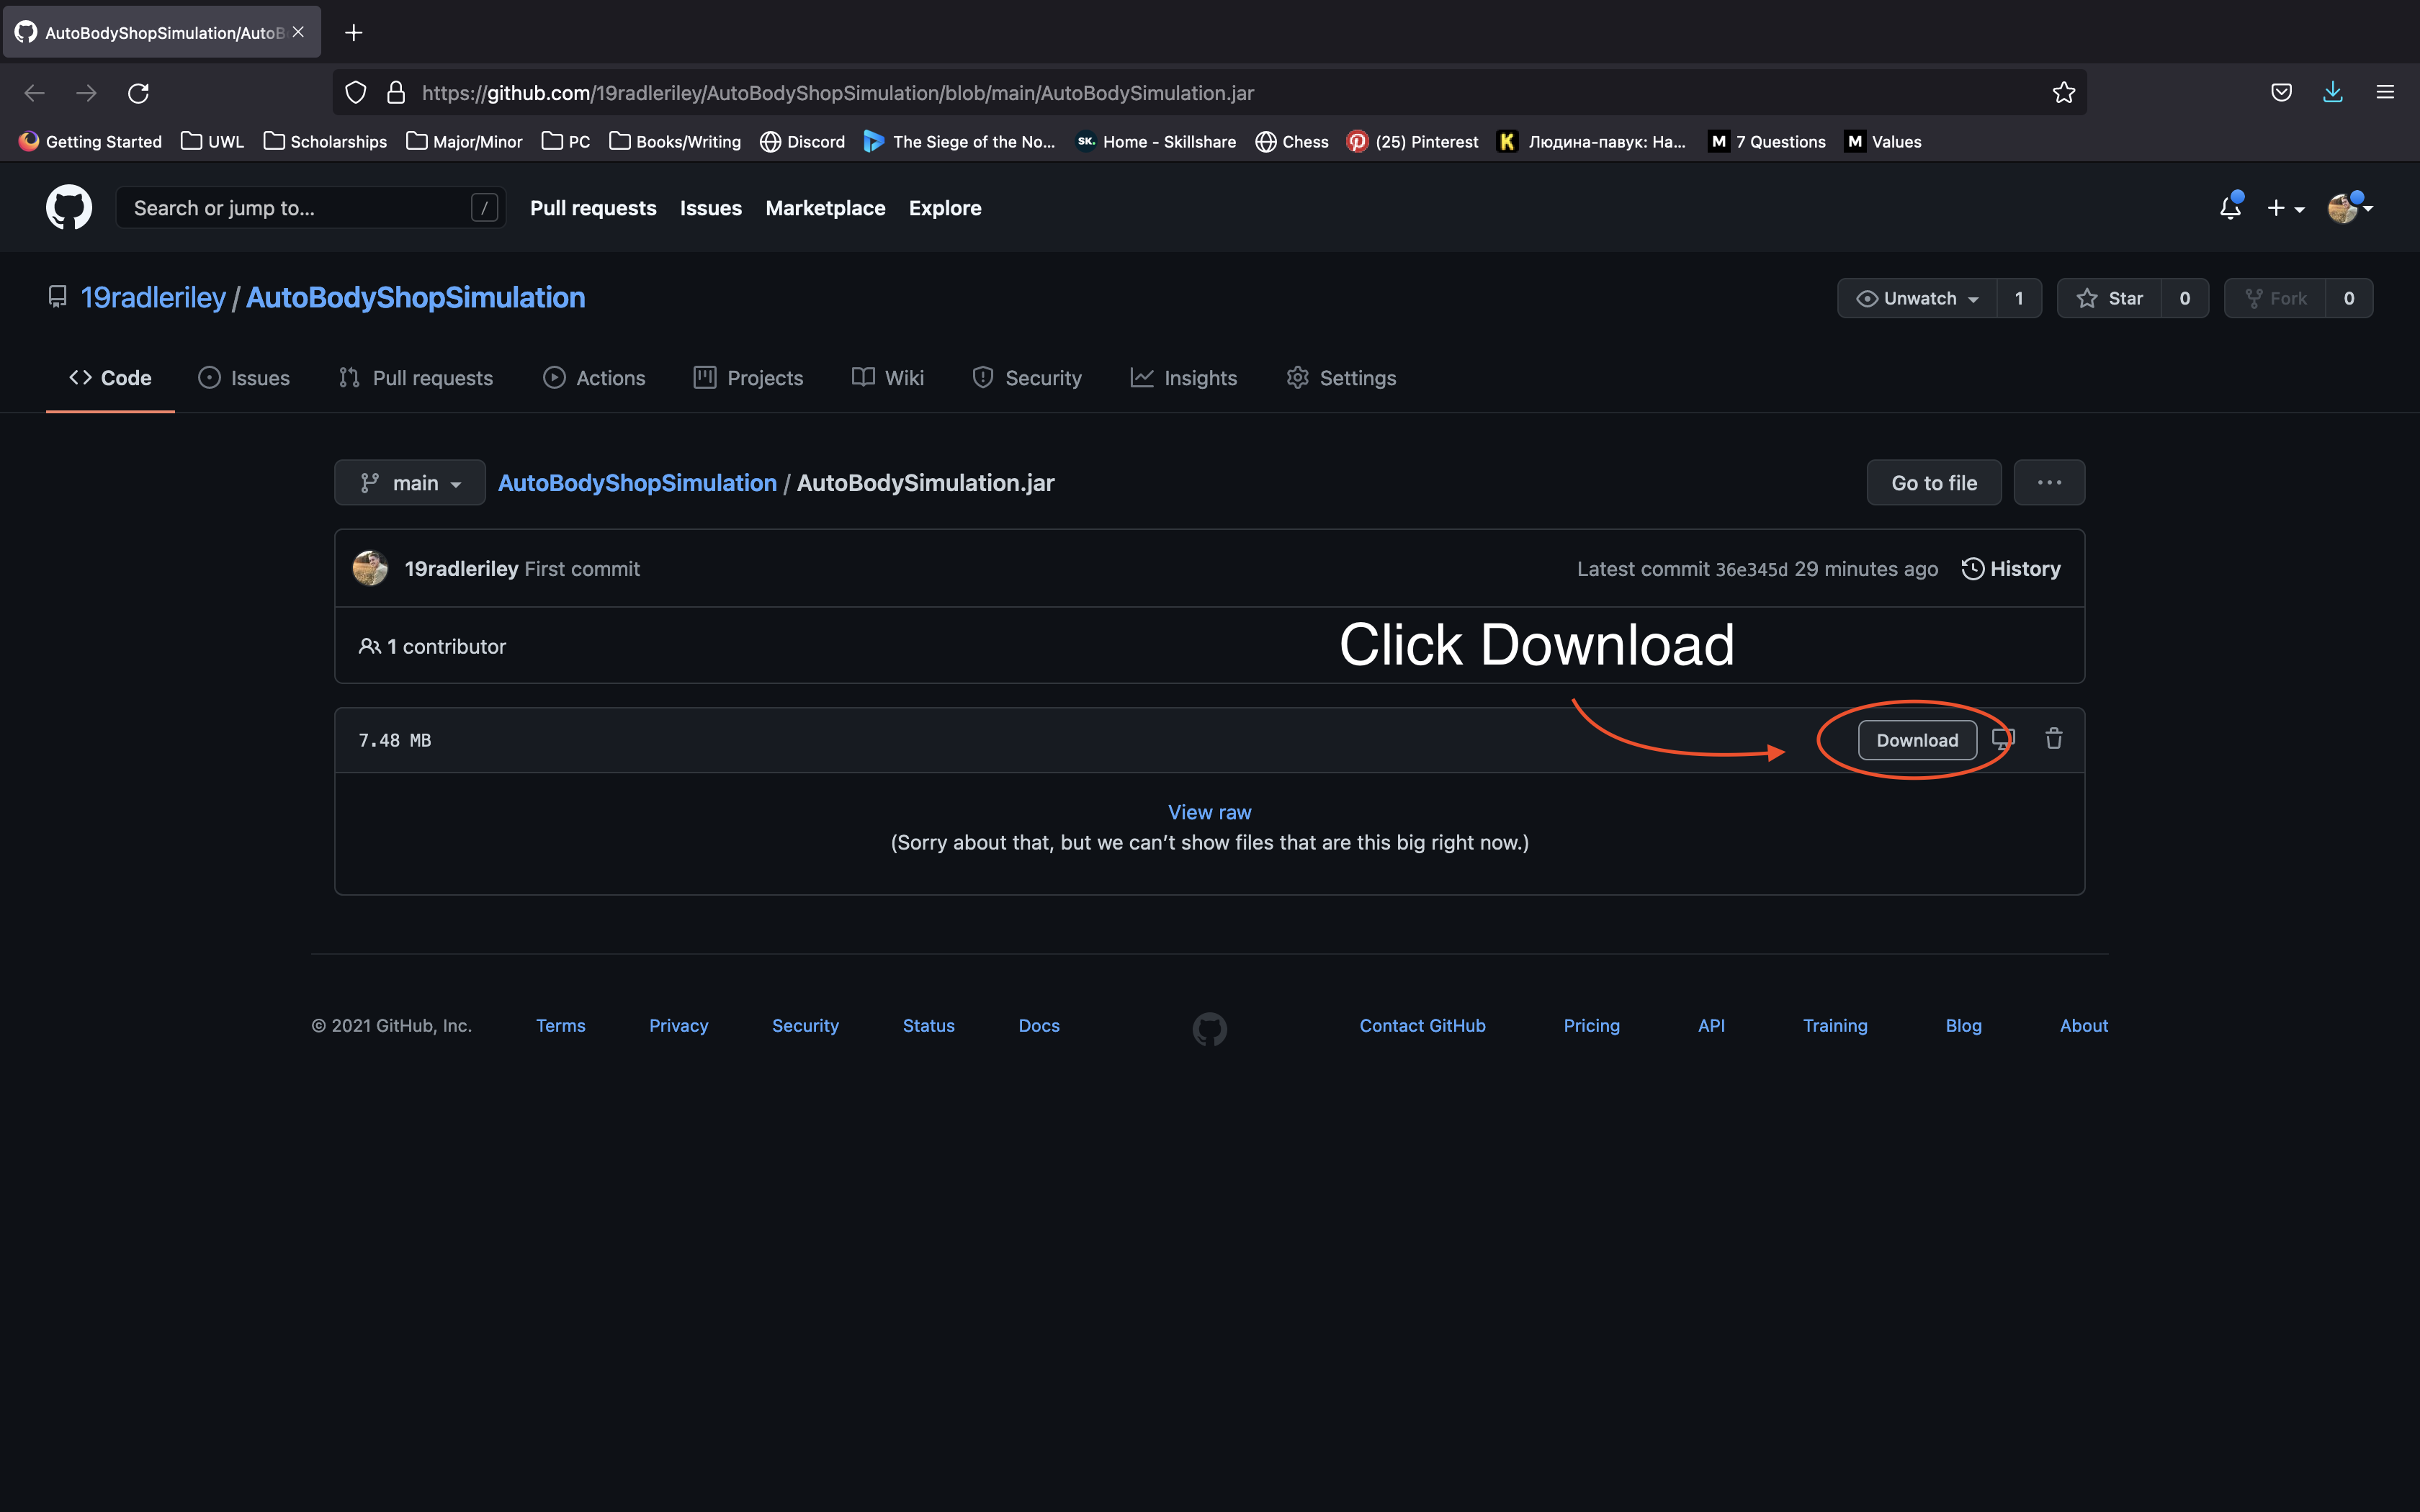 AutoBodyShopSimulation/AutoB
https://github.com/19radleriley/AutoBodyShopSimulation/blob/main/AutoBodySimulation.jar
Getting Started UWL Scholarships Major/Minor PC Books/Writing Discord The Siege of the No... SK. Home - Skillshare Chess (25) Pinterest K Людина-павук: На... M 7 Questions M Values
Search or jump to... / Pull requests Issues Marketplace Explore
19radleriley / AutoBodyShopSimulation Unwatch 1 Star 0 Fork 0
Code Issues Pull requests Actions Projects Wiki Security Insights Settings
main AutoBodyShopSimulation / AutoBodySimulation.jar Go to file ...
19radleriley First commit Latest commit 36e345d 29 minutes ago History
1 contributor Click Download
7.48 MB Download
View raw
(Sorry about that, but we can’t show files that are this big right now.)
© 2021 GitHub, Inc. Terms Privacy Security Status Docs Contact GitHub Pricing API Training Blog About